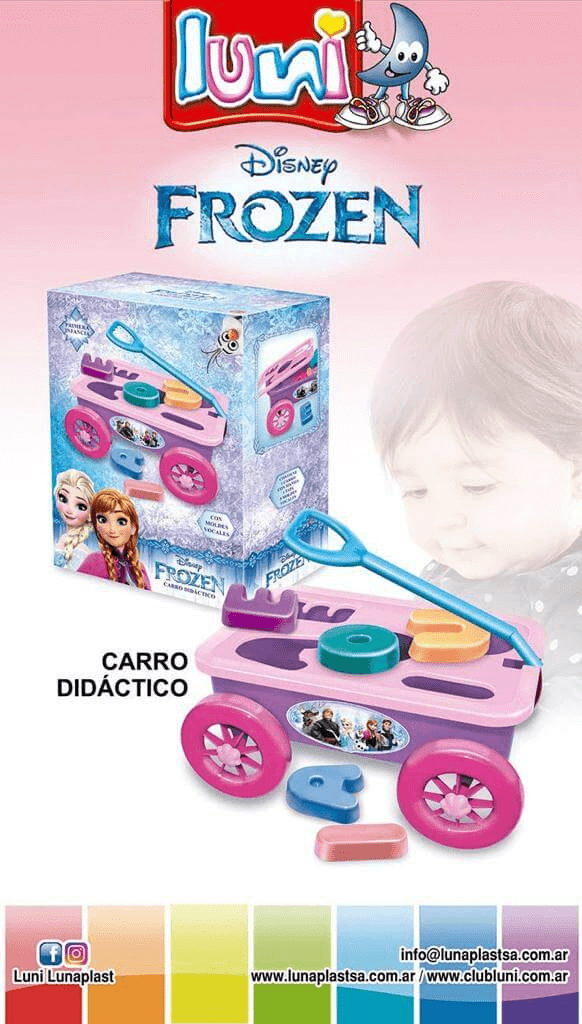 luni
DISNEY
FROZEN
PRIMERA
INFANCIA
CON
MOLDES
VOCALES
DISNEY
FROZEN
CARRO DIDÁCTICO
CARRO
DIDÁCTICO
Luni Lunaplast
info@lunaplastsa.com.ar
www.lunaplastsa.com.ar / www.clubluni.com.ar